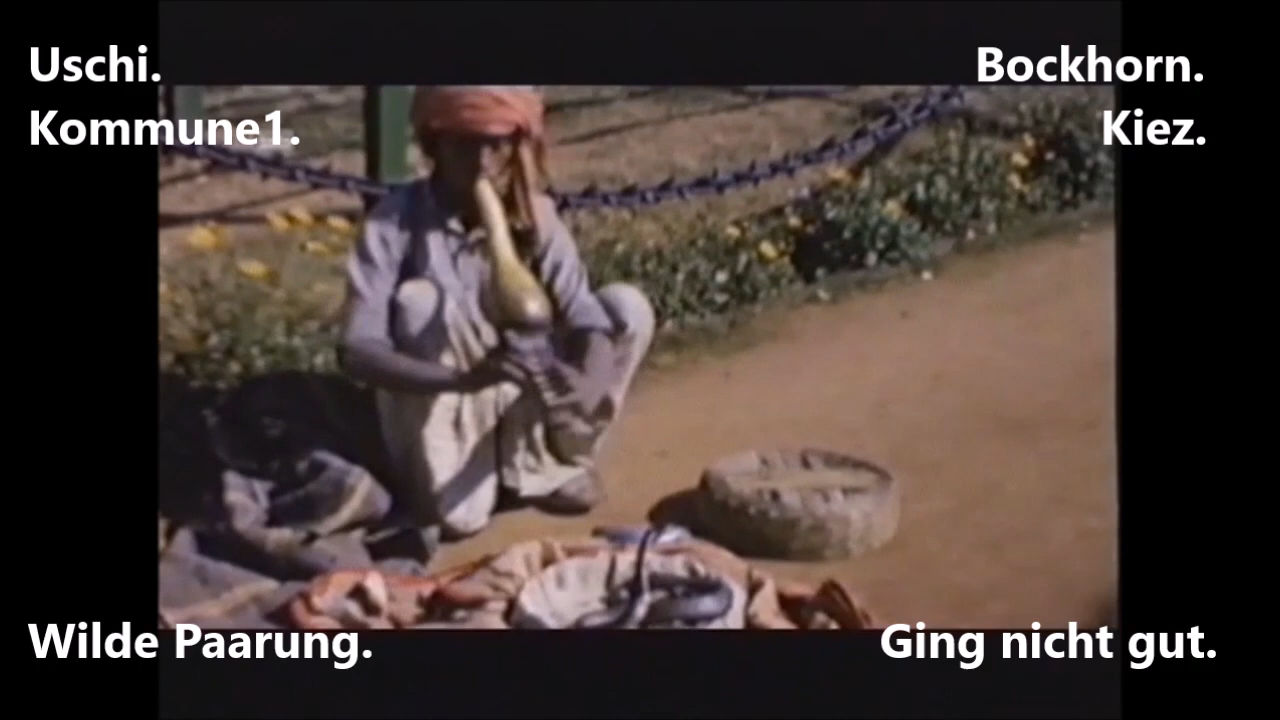 Uschi.
Kommune1.
Bockhorn.
Kiez.
Wilde Paarung.
Ging nicht gut.